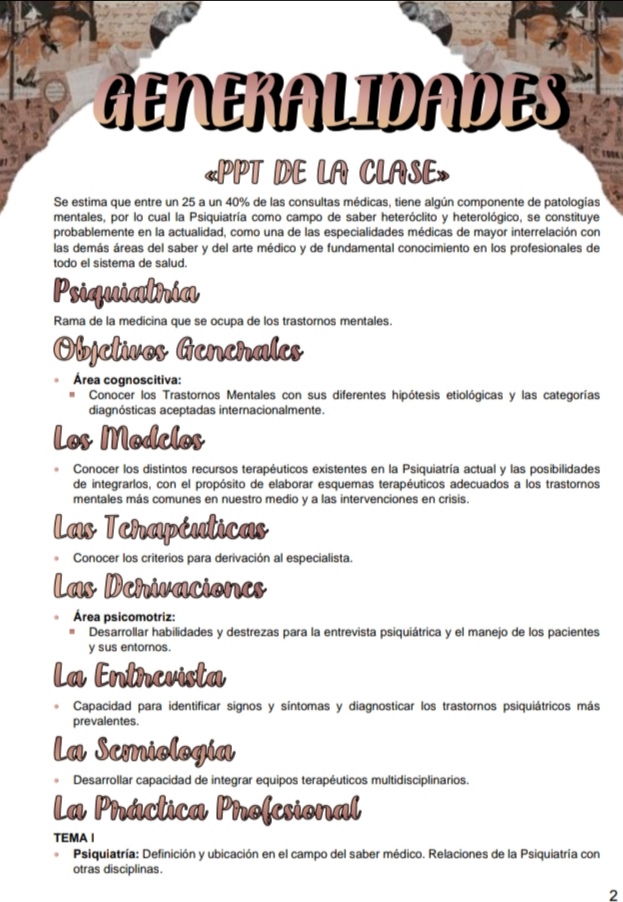 GENERALIDADES
«PPT DE LA CLASE»
Se estima que entre un 25 a un 40% de las consultas médicas, tiene algún componente de patologías
mentales, por lo cual la Psiquiatría como campo de saber heteróclito y heterológico, se constituye
probablemente en la actualidad, como una de las especialidades médicas de mayor interrelación con
las demás áreas del saber y del arte médico y de fundamental conocimiento en los profesionales de
todo el sistema de salud.
Psiquiatría
Rama de la medicina que se ocupa de los trastornos mentales.
Objetivos Generales
• Área cognoscitiva:
▪ Conocer los Trastornos Mentales con sus diferentes hipótesis etiológicas y las categorías
diagnósticas aceptadas internacionalmente.
Los Modelos
• Conocer los distintos recursos terapéuticos existentes en la Psiquiatría actual y las posibilidades
de integrarlos, con el propósito de elaborar esquemas terapéuticos adecuados a los trastornos
mentales más comunes en nuestro medio y a las intervenciones en crisis.
Las Terapéuticas
• Conocer los criterios para derivación al especialista.
Las Derivaciones
• Área psicomotriz:
▪ Desarrollar habilidades y destrezas para la entrevista psiquiátrica y el manejo de los pacientes
y sus entornos.
La Entrevista
• Capacidad para identificar signos y síntomas y diagnosticar los trastornos psiquiátricos más
prevalentes.
La Semiología
• Desarrollar capacidad de integrar equipos terapéuticos multidisciplinarios.
La Práctica Profesional
TEMA I
• Psiquiatría: Definición y ubicación en el campo del saber médico. Relaciones de la Psiquiatría con
otras disciplinas.
2